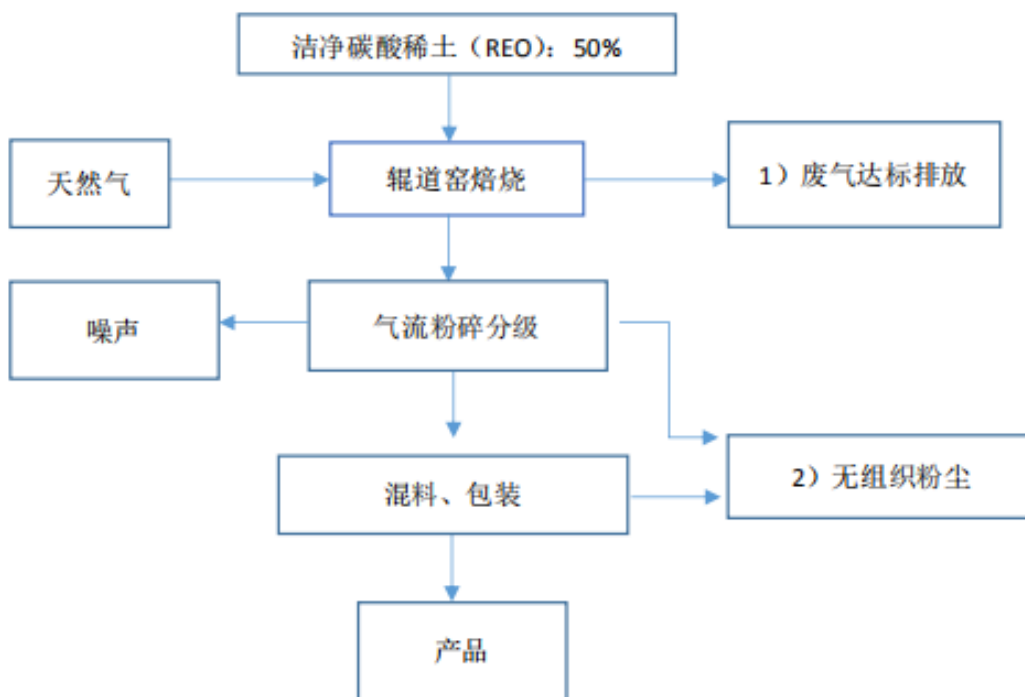 洁净碳酸稀土（REO）：50%
天然气
辊道窑焙烧
1）废气达标排放
噪声
气流粉碎分级
混料、包装
2）无组织粉尘
产品